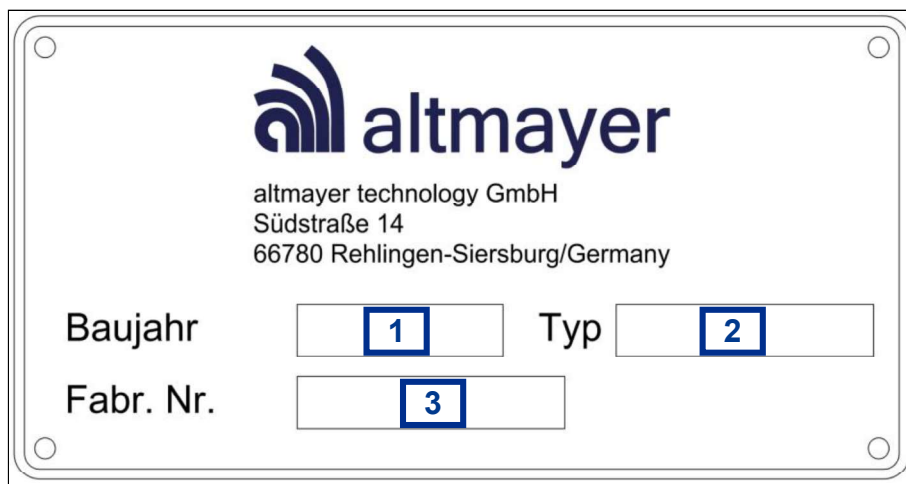 altmayer
altmayer technology GmbH
Südstraße 14
66780 Rehlingen-Siersburg/Germany
Baujahr 1 Typ 2
Fabr. Nr. 3